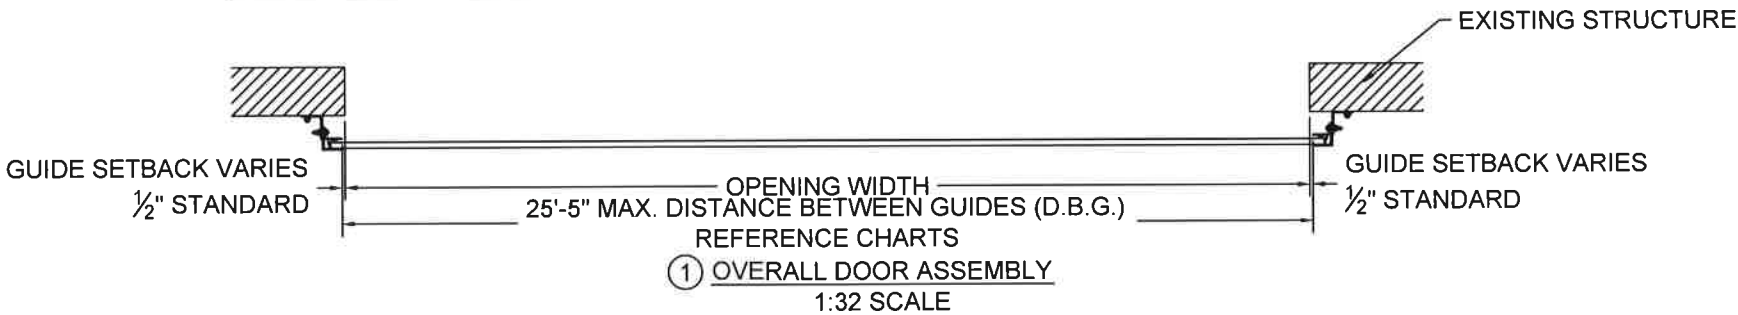 EXISTING STRUCTURE
GUIDE SETBACK VARIES
½" STANDARD
OPENING WIDTH
25'-5" MAX. DISTANCE BETWEEN GUIDES (D.B.G.)
REFERENCE CHARTS
GUIDE SETBACK VARIES
½" STANDARD
1 OVERALL DOOR ASSEMBLY
1:32 SCALE